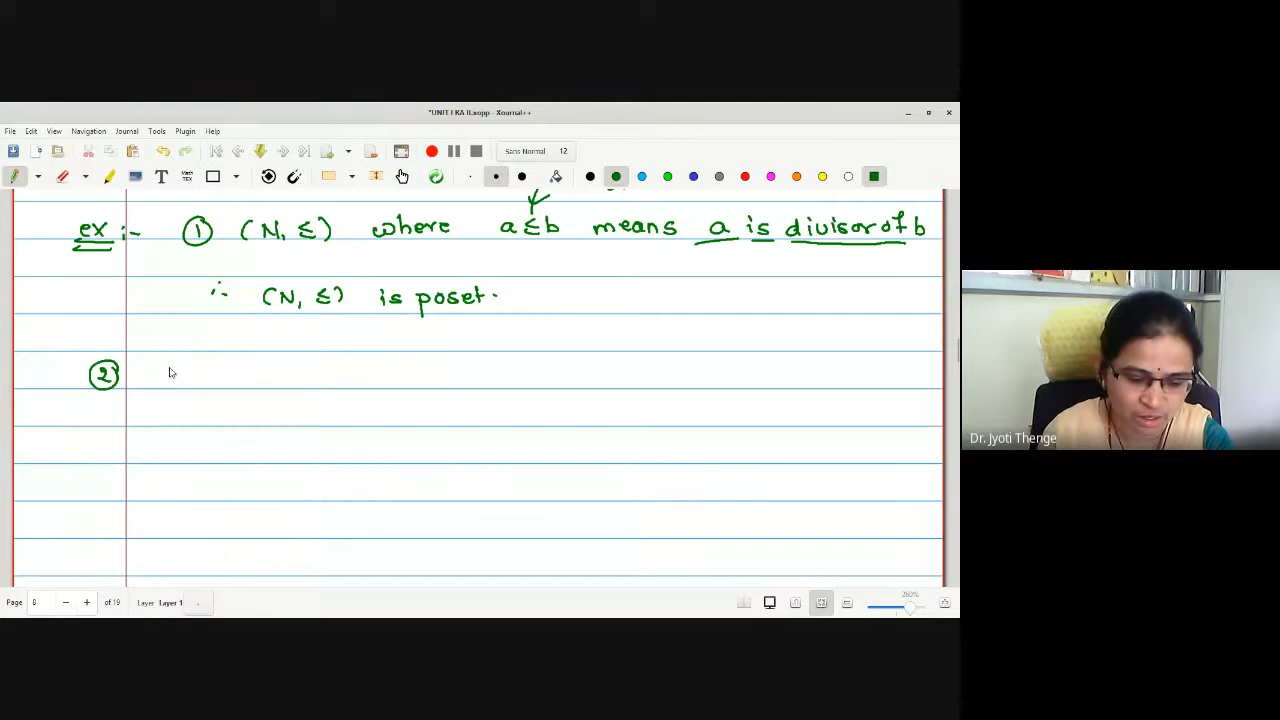 *UNIT I RA II.xopp - Xournal++
File Edit View Navigation Journal Tools Plugin Help
Sans Normal 12
ex :- ① (N, ≤) where a≤b means a is divisor of b
∴ (N, ≤) is poset.
②
Dr. Jyoti Thenge
Page 8 of 19 Layer Layer 1 260%